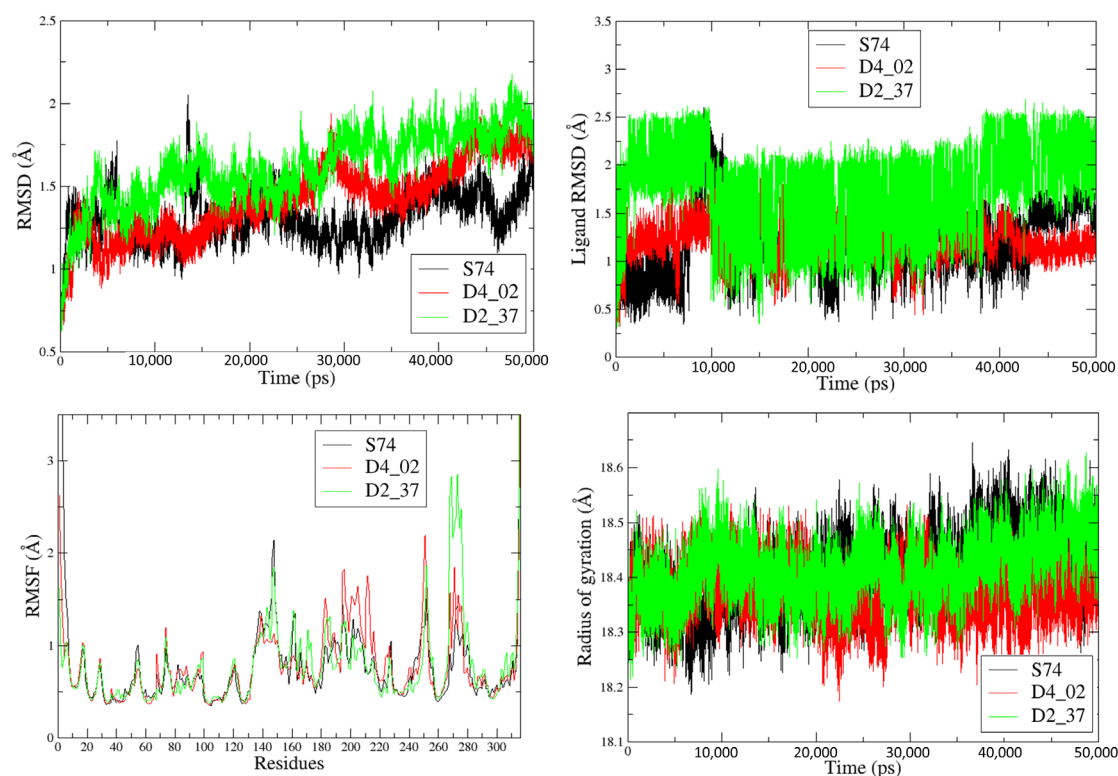 2.5
2
1.5
1
0.5
RMSD (Å)
S74
D4_02
D2_37
0 10,000 20,000 30,000 40,000 50,000
Time (ps)
3.5
3
2.5
2
1.5
1
0.5
0
Ligand RMSD (Å)
S74
D4_02
D2_37
0 10,000 20,000 30,000 40,000 50,000
Time (ps)
3
2
1
0
RMSF (Å)
S74
D4_02
D2_37
0 20 40 60 80 100 120 140 160 180 200 220 240 260 280 300
Residues
18.6
18.5
18.4
18.3
18.2
18.1
Radius of gyration (Å)
S74
D4_02
D2_37
0 10,000 20,000 30,000 40,000 50,000
Time (ps)